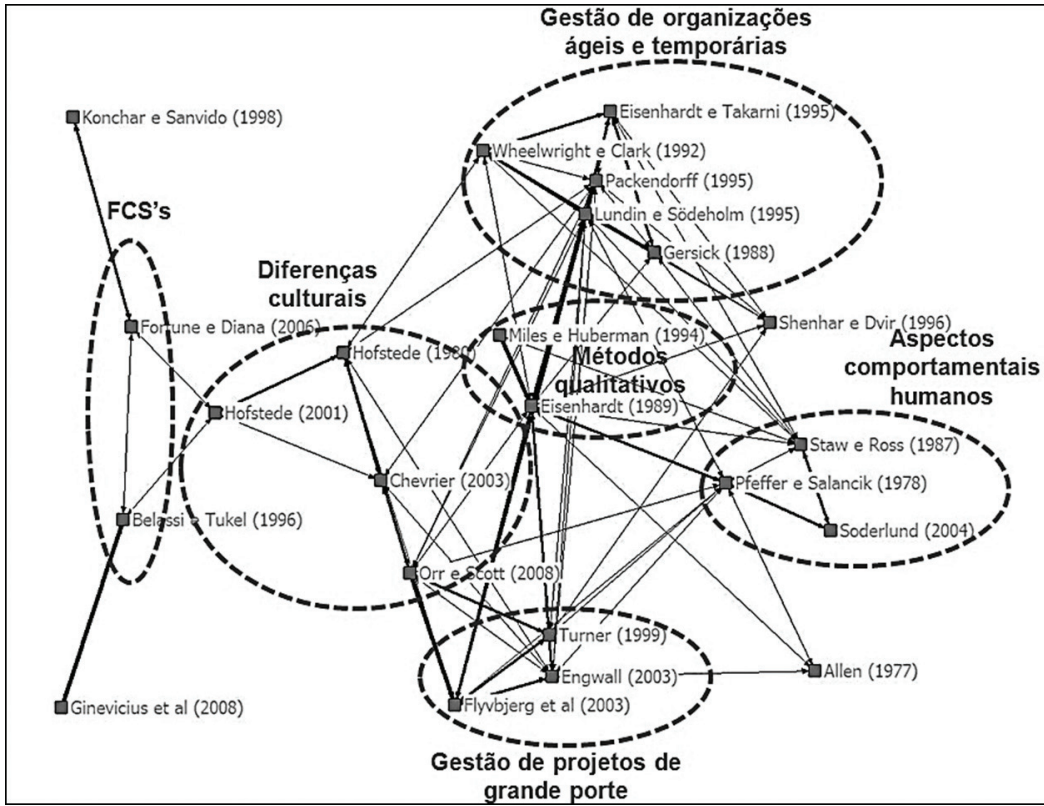 Gestão de organizações
ágeis e temporárias
Konchar e Sanvido (1998)
Eisenhardt e Takarni (1995)
Wheelwright e Clark (1992)
Packendorff (1995)
FCS's
Lundin e Södeholm (1995)
Gersick (1988)
Diferenças
culturais
Fortune e Diana (2006)
Miles e Huberman (1994)
Shenhar e Dvir (1996)
Hofstede (1980)
Métodos
qualitativos
Aspectos
comportamentais
humanos
Hofstede (2001)
Eisenhardt (1989)
Staw e Ross (1987)
Chevrier (2003)
Pfeffer e Salancik (1978)
Belassi e Tukel (1996)
Soderlund (2004)
Orr e Scott (2008)
Turner (1999)
Engwall (2003)
Allen (1977)
Ginevicius et al (2008)
Flyvbjerg et al (2003)
Gestão de projetos de
grande porte